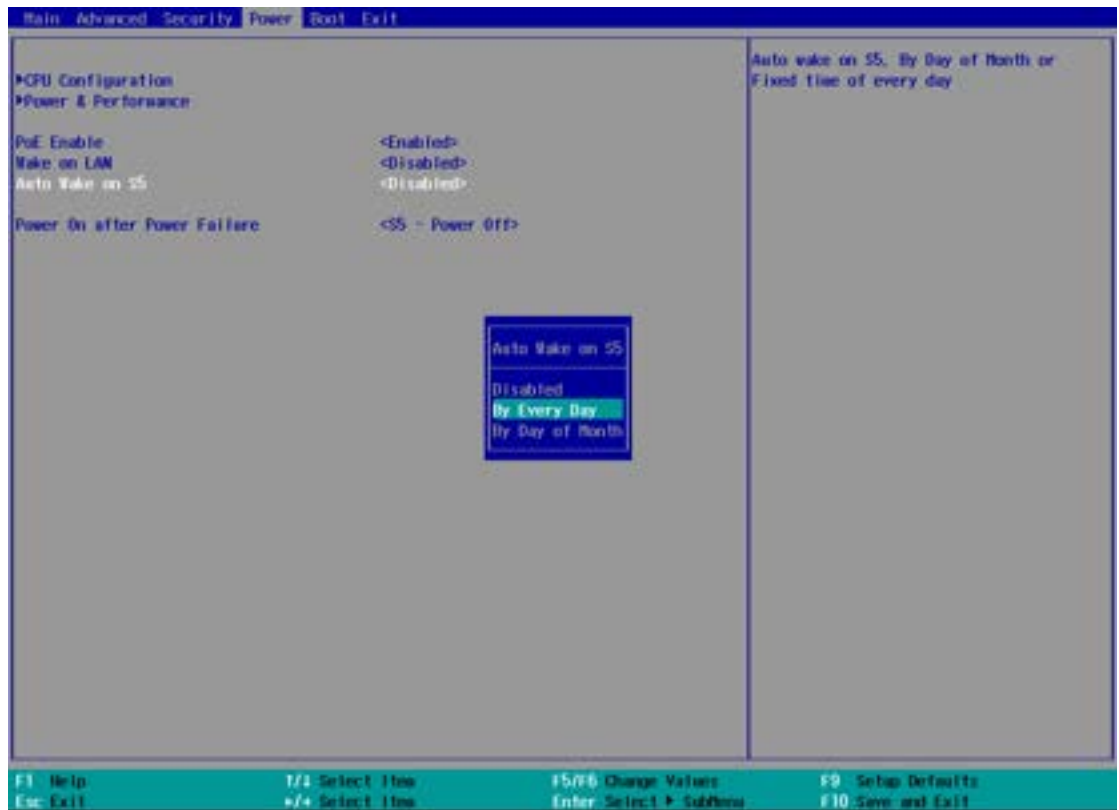 Main Advanced Security Power Boot Exit
▶CPU Configuration
▶Power & Performance
PoE Enable <Enabled>
Wake on LAN <Disabled>
Auto Wake on S5 <Disabled>
Power On after Power Failure <S5 - Power Off>
Auto wake on S5, By Day of Month or
Fixed time of every day
Auto Wake on S5
Disabled
By Every Day
By Day of Month
F1 Help ↑/↓ Select Item F5/F6 Change Values F9 Setup Defaults
Esc Exit ←/→ Select Item Enter Select ▶ SubMenu F10 Save and Exit